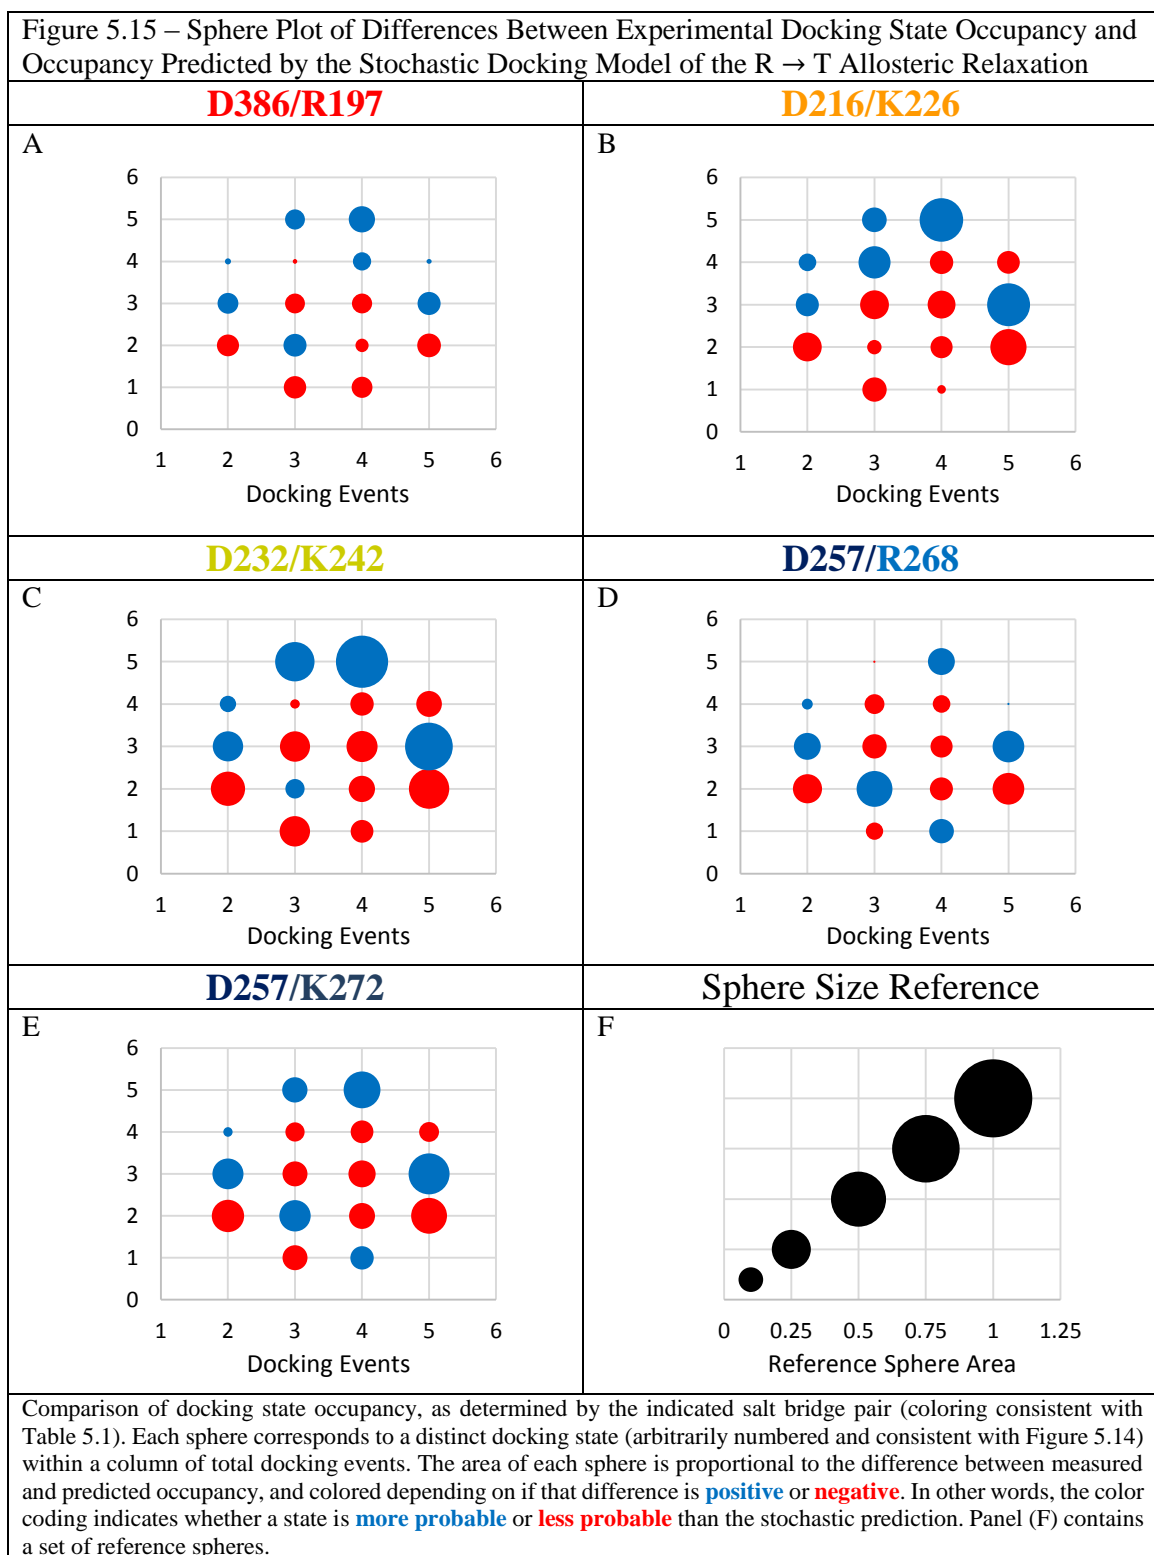 Figure 5.15 – Sphere Plot of Differences Between Experimental Docking State Occupancy and
Occupancy Predicted by the Stochastic Docking Model of the R → T Allosteric Relaxation
D386/R197
D216/K226
A
6
5
4
3
2
1
0
1 2 3 4 5 6
Docking Events
B
6
5
4
3
2
1
0
1 2 3 4 5 6
Docking Events
D232/K242
D257/R268
C
6
5
4
3
2
1
0
1 2 3 4 5 6
Docking Events
D
6
5
4
3
2
1
0
1 2 3 4 5 6
Docking Events
D257/K272
Sphere Size Reference
E
6
5
4
3
2
1
0
1 2 3 4 5 6
Docking Events
F
0 0.25 0.5 0.75 1 1.25
Reference Sphere Area
Comparison of docking state occupancy, as determined by the indicated salt bridge pair (coloring consistent with
Table 5.1). Each sphere corresponds to a distinct docking state (arbitrarily numbered and consistent with Figure 5.14)
within a column of total docking events. The area of each sphere is proportional to the difference between measured
and predicted occupancy, and colored depending on if that difference is positive or negative. In other words, the color
coding indicates whether a state is more probable or less probable than the stochastic prediction. Panel (F) contains
a set of reference spheres.